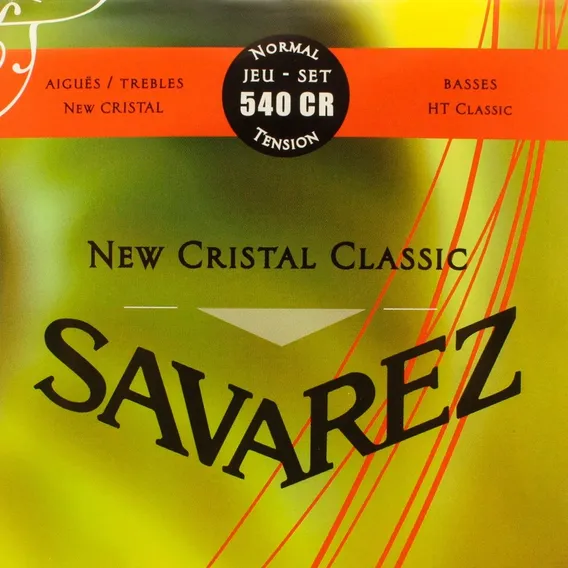 AIGUËS / TREBLES
NEW CRISTAL
NORMAL
JEU - SET
540 CR
TENSION
BASSES
HT CLASSIC
NEW CRISTAL CLASSIC
SAVAREZ